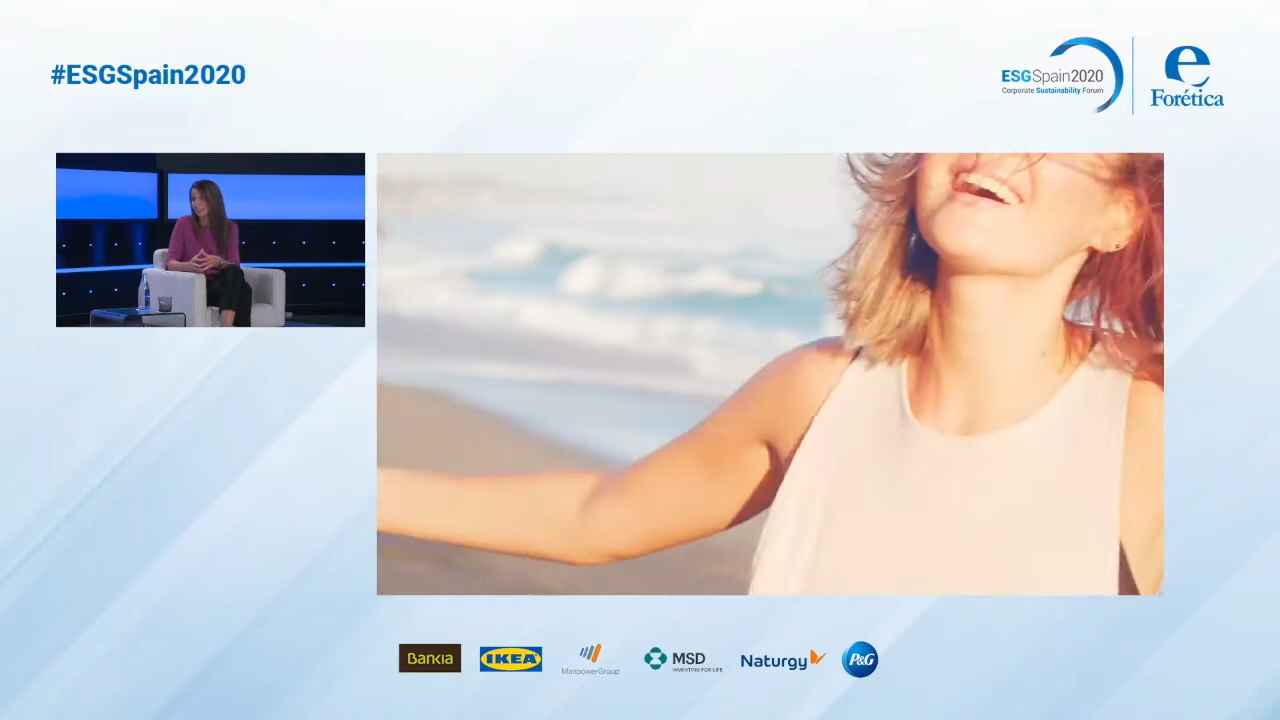 #ESGSpain2020
ESGSpain2020
Corporate Sustainability Forum
e
Forética
Bankia
IKEA
ManpowerGroup
MSD
INVENTING FOR LIFE
Naturgy
P&G